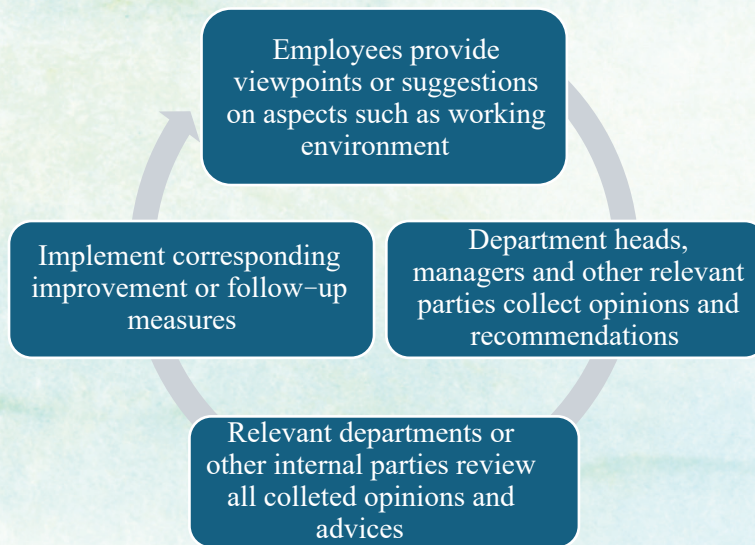 Employees provide
viewpoints or suggestions
on aspects such as working
environment
Department heads,
managers and other relevant
parties collect opinions and
recommendations
Relevant departments or
other internal parties review
all colleted opinions and
advices
Implement corresponding
improvement or follow−up
measures